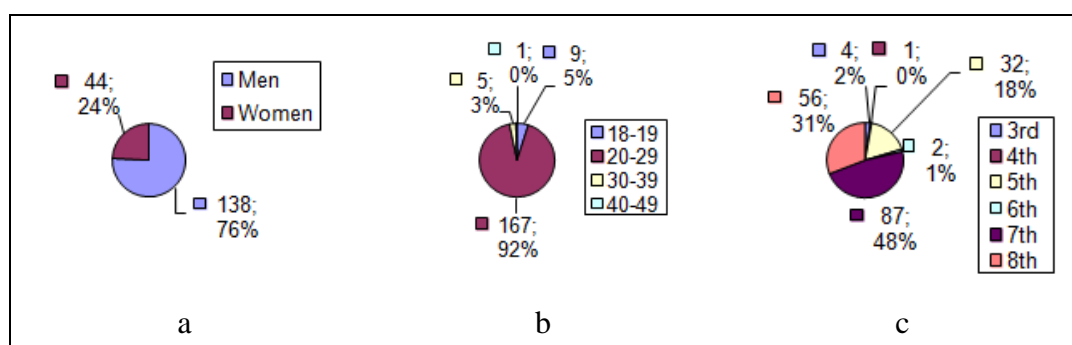 44;
24%
Men
Women
138;
76%
a
1;
0%
9;
5%
5;
3%
18-19
20-29
30-39
40-49
167;
92%
b
4;
2%
1;
0%
32;
18%
56;
31%
2;
1%
3rd
4th
5th
6th
7th
8th
87;
48%
c